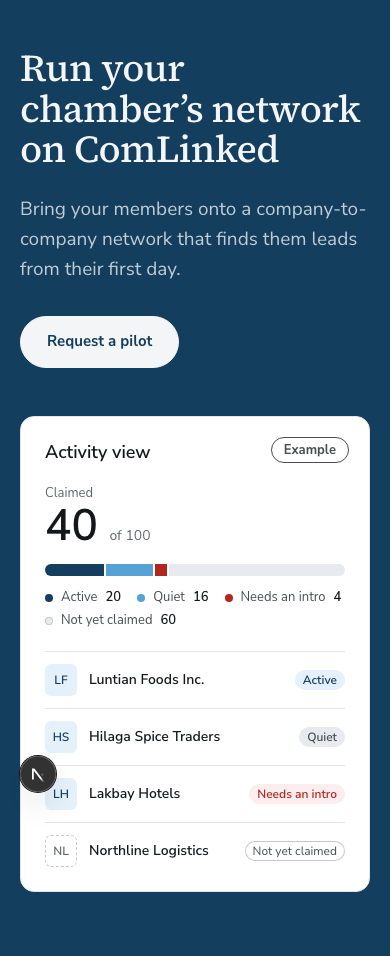 Run your
chamber’s network
on ComLinked
Bring your members onto a company-to-
company network that finds them leads
from their first day.
Request a pilot
Activity view
Example
Claimed
40 of 100
Active 20 Quiet 16 Needs an intro 4
Not yet claimed 60
LF Luntian Foods Inc. Active
HS Hilaga Spice Traders Quiet
N
LH Lakbay Hotels Needs an intro
NL Northline Logistics Not yet claimed